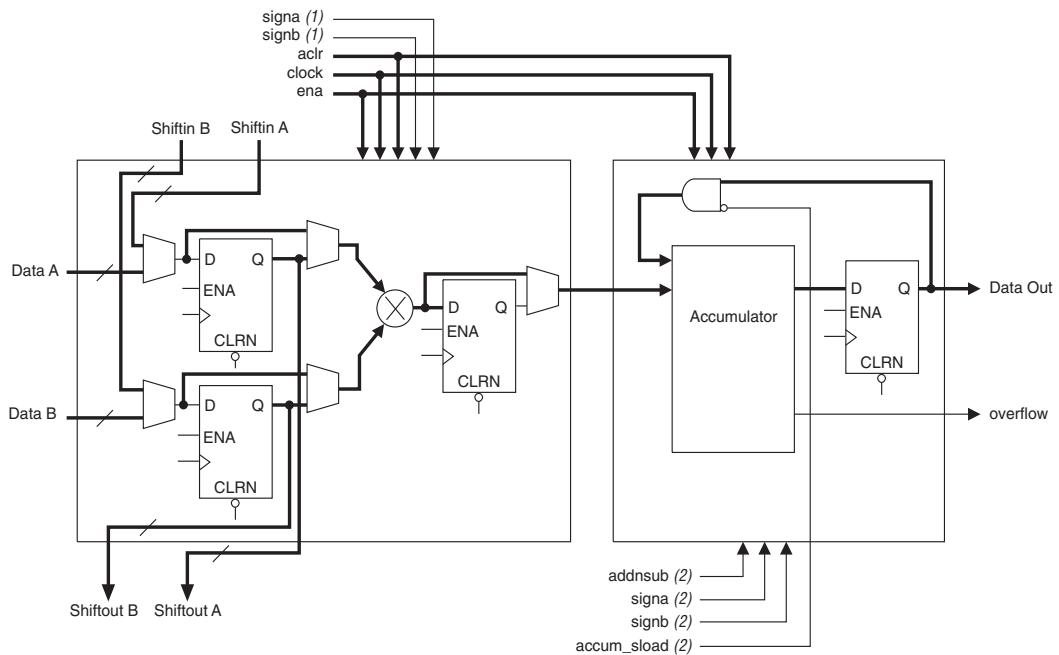 signa (1)
signb (1)
aclr
clock
ena
Shiftin B
Shiftin A
Data A
D
Q
ENA
CLRN
Data B
D
Q
ENA
CLRN
D
Q
ENA
CLRN
Shiftout B
Shiftout A
Accumulator
D
Q
ENA
CLRN
Data Out
overflow
addnsub (2)
signa (2)
signb (2)
accum_sload (2)